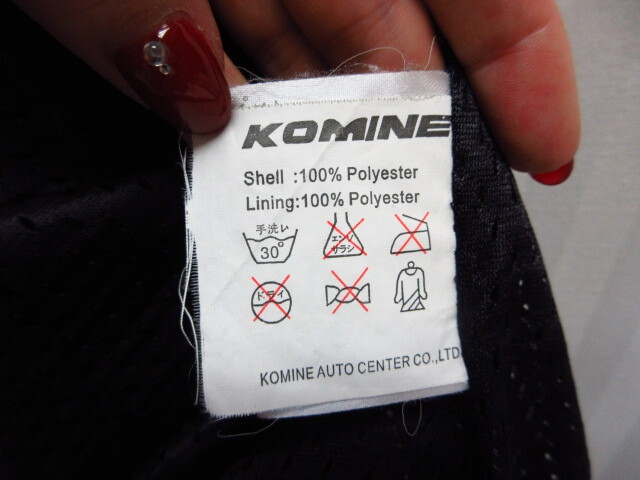 KOMINE
Shell :100% Polyester
Lining:100% Polyester
手洗い
30°
エンソ
サラシ
ドライ
KOMINE AUTO CENTER CO.,LTD